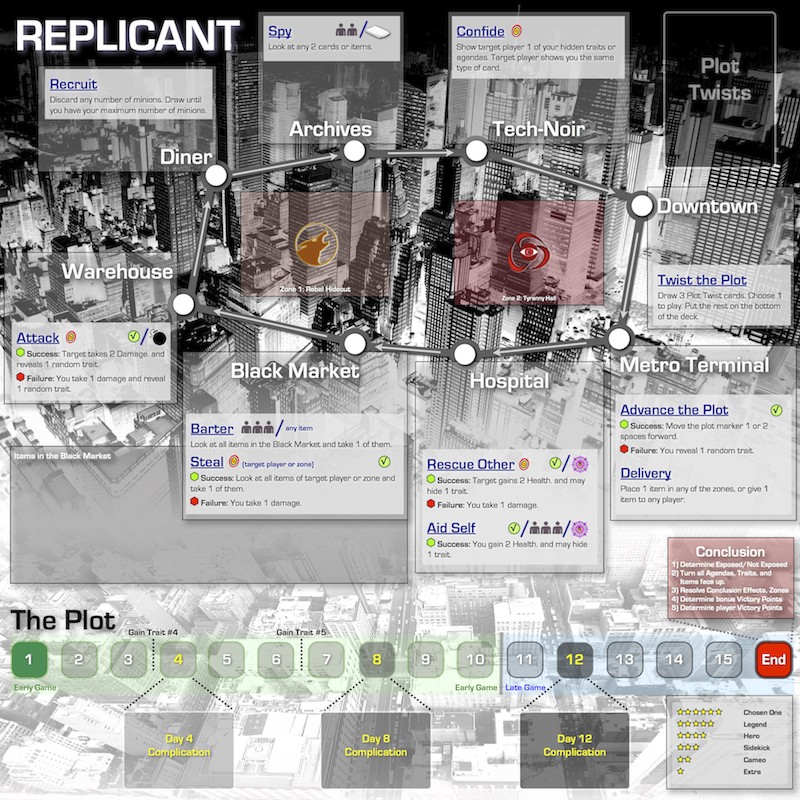 REPLICANT
Spy
Look at any 2 cards or items.
Confide
Show target player 1 of your hidden traits or
agendas. Target player shows you the same
type of card.
Plot
Twists
Recruit
Discard any number of minions. Draw until
you have your maximum number of minions.
Archives
Tech-Noir
Diner
Downtown
Zone 1: Rebel Hideout
Zone 2: Tyranny Hall
Warehouse
Twist the Plot
Draw 3 Plot Twist cards. Choose 1
to play. Put the rest on the bottom
of the deck.
Attack
Success: Target takes 2 Damage, and
reveals 1 random trait.
Failure: You take 1 damage and reveal
1 random trait.
Black Market
Hospital
Metro Terminal
Barter
/ any item
Look at all items in the Black Market and take 1 of them.
Steal
(target player or zone)
Success: Look at all items of target player or zone and
take 1 of them.
Failure: You take 1 damage.
Items in the Black Market
Rescue Other
Success: Target gains 2 Health, and may
hide 1 trait.
Failure: You take 1 damage.
Aid Self
Success: You gain 2 Health, and may hide
1 trait.
Advance the Plot
Success: Move the plot marker 1 or 2
spaces forward.
Failure: You reveal 1 random trait.
Delivery
Place 1 item in any of the zones, or give 1
item to any player.
Conclusion
1) Determine Exposed/Not Exposed
2) Turn all Agendas, Traits, and
Items face up.
3) Resolve Conclusion Effects, Zones
4) Determine bonus Victory Points
5) Determine player Victory Points
The Plot
Gain Trait #4
Gain Trait #5
1 2 3 4 5 6 7 8 9 10 11 12 13 14 15 End
Early Game
Early Game
Late Game
Day 4
Complication
Day 8
Complication
Day 12
Complication
Chosen One
Legend
Hero
Sidekick
Cameo
Extra